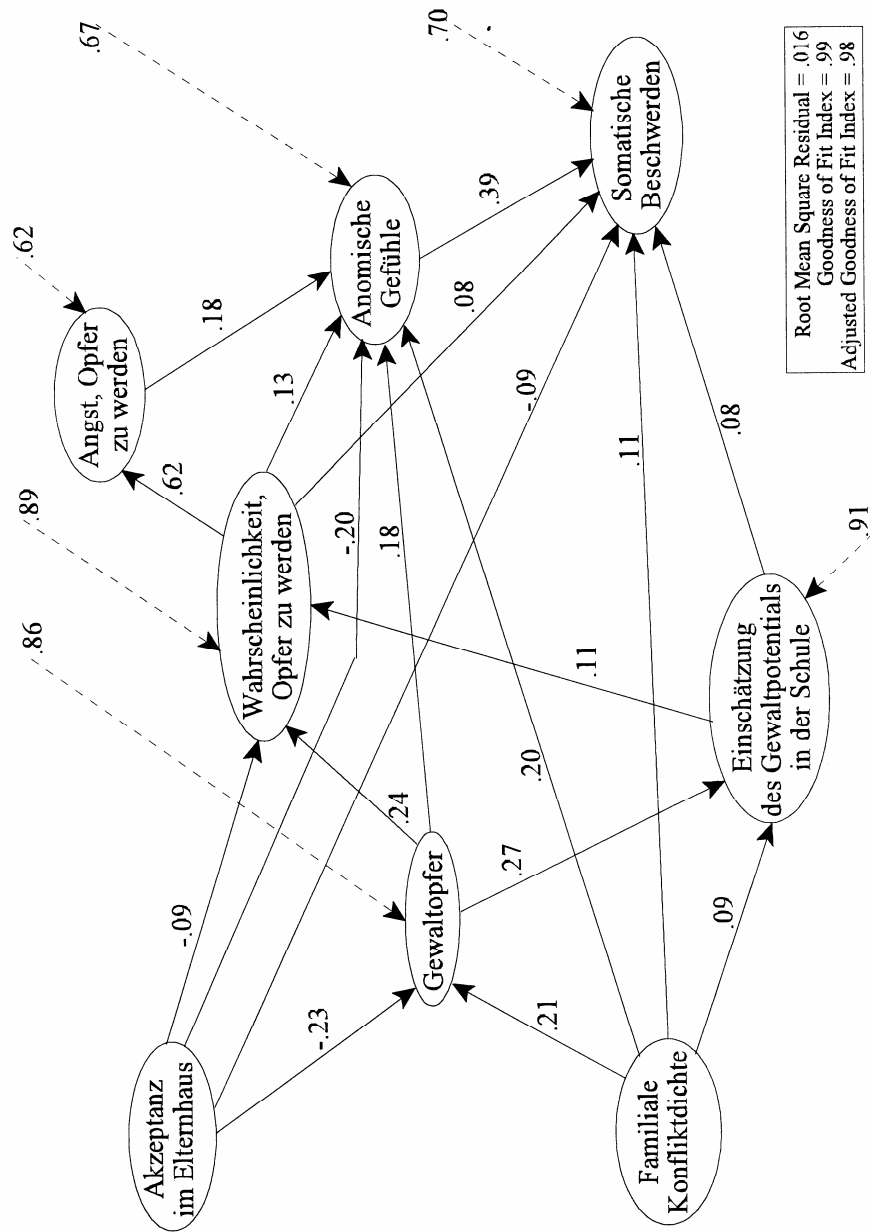 .62
.67
.70
.89
.86
Angst, Opfer
zu werden
.18
.62
Wahrscheinlichkeit,
Opfer zu werden
.13
Anomische
Gefühle
.39
Somatische
Beschwerden
.08
-.20
-.09
.18
-.09
.24
.11
.11
.08
Akzeptanz
im Elternhaus
-.23
Gewaltopfer
.20
.27
.91
Einschätzung
des Gewaltpotentials
in der Schule
.21
.09
Familiale
Konfliktdichte
Root Mean Square Residual = .016
Goodness of Fit Index = .99
Adjusted Goodness of Fit Index = .98